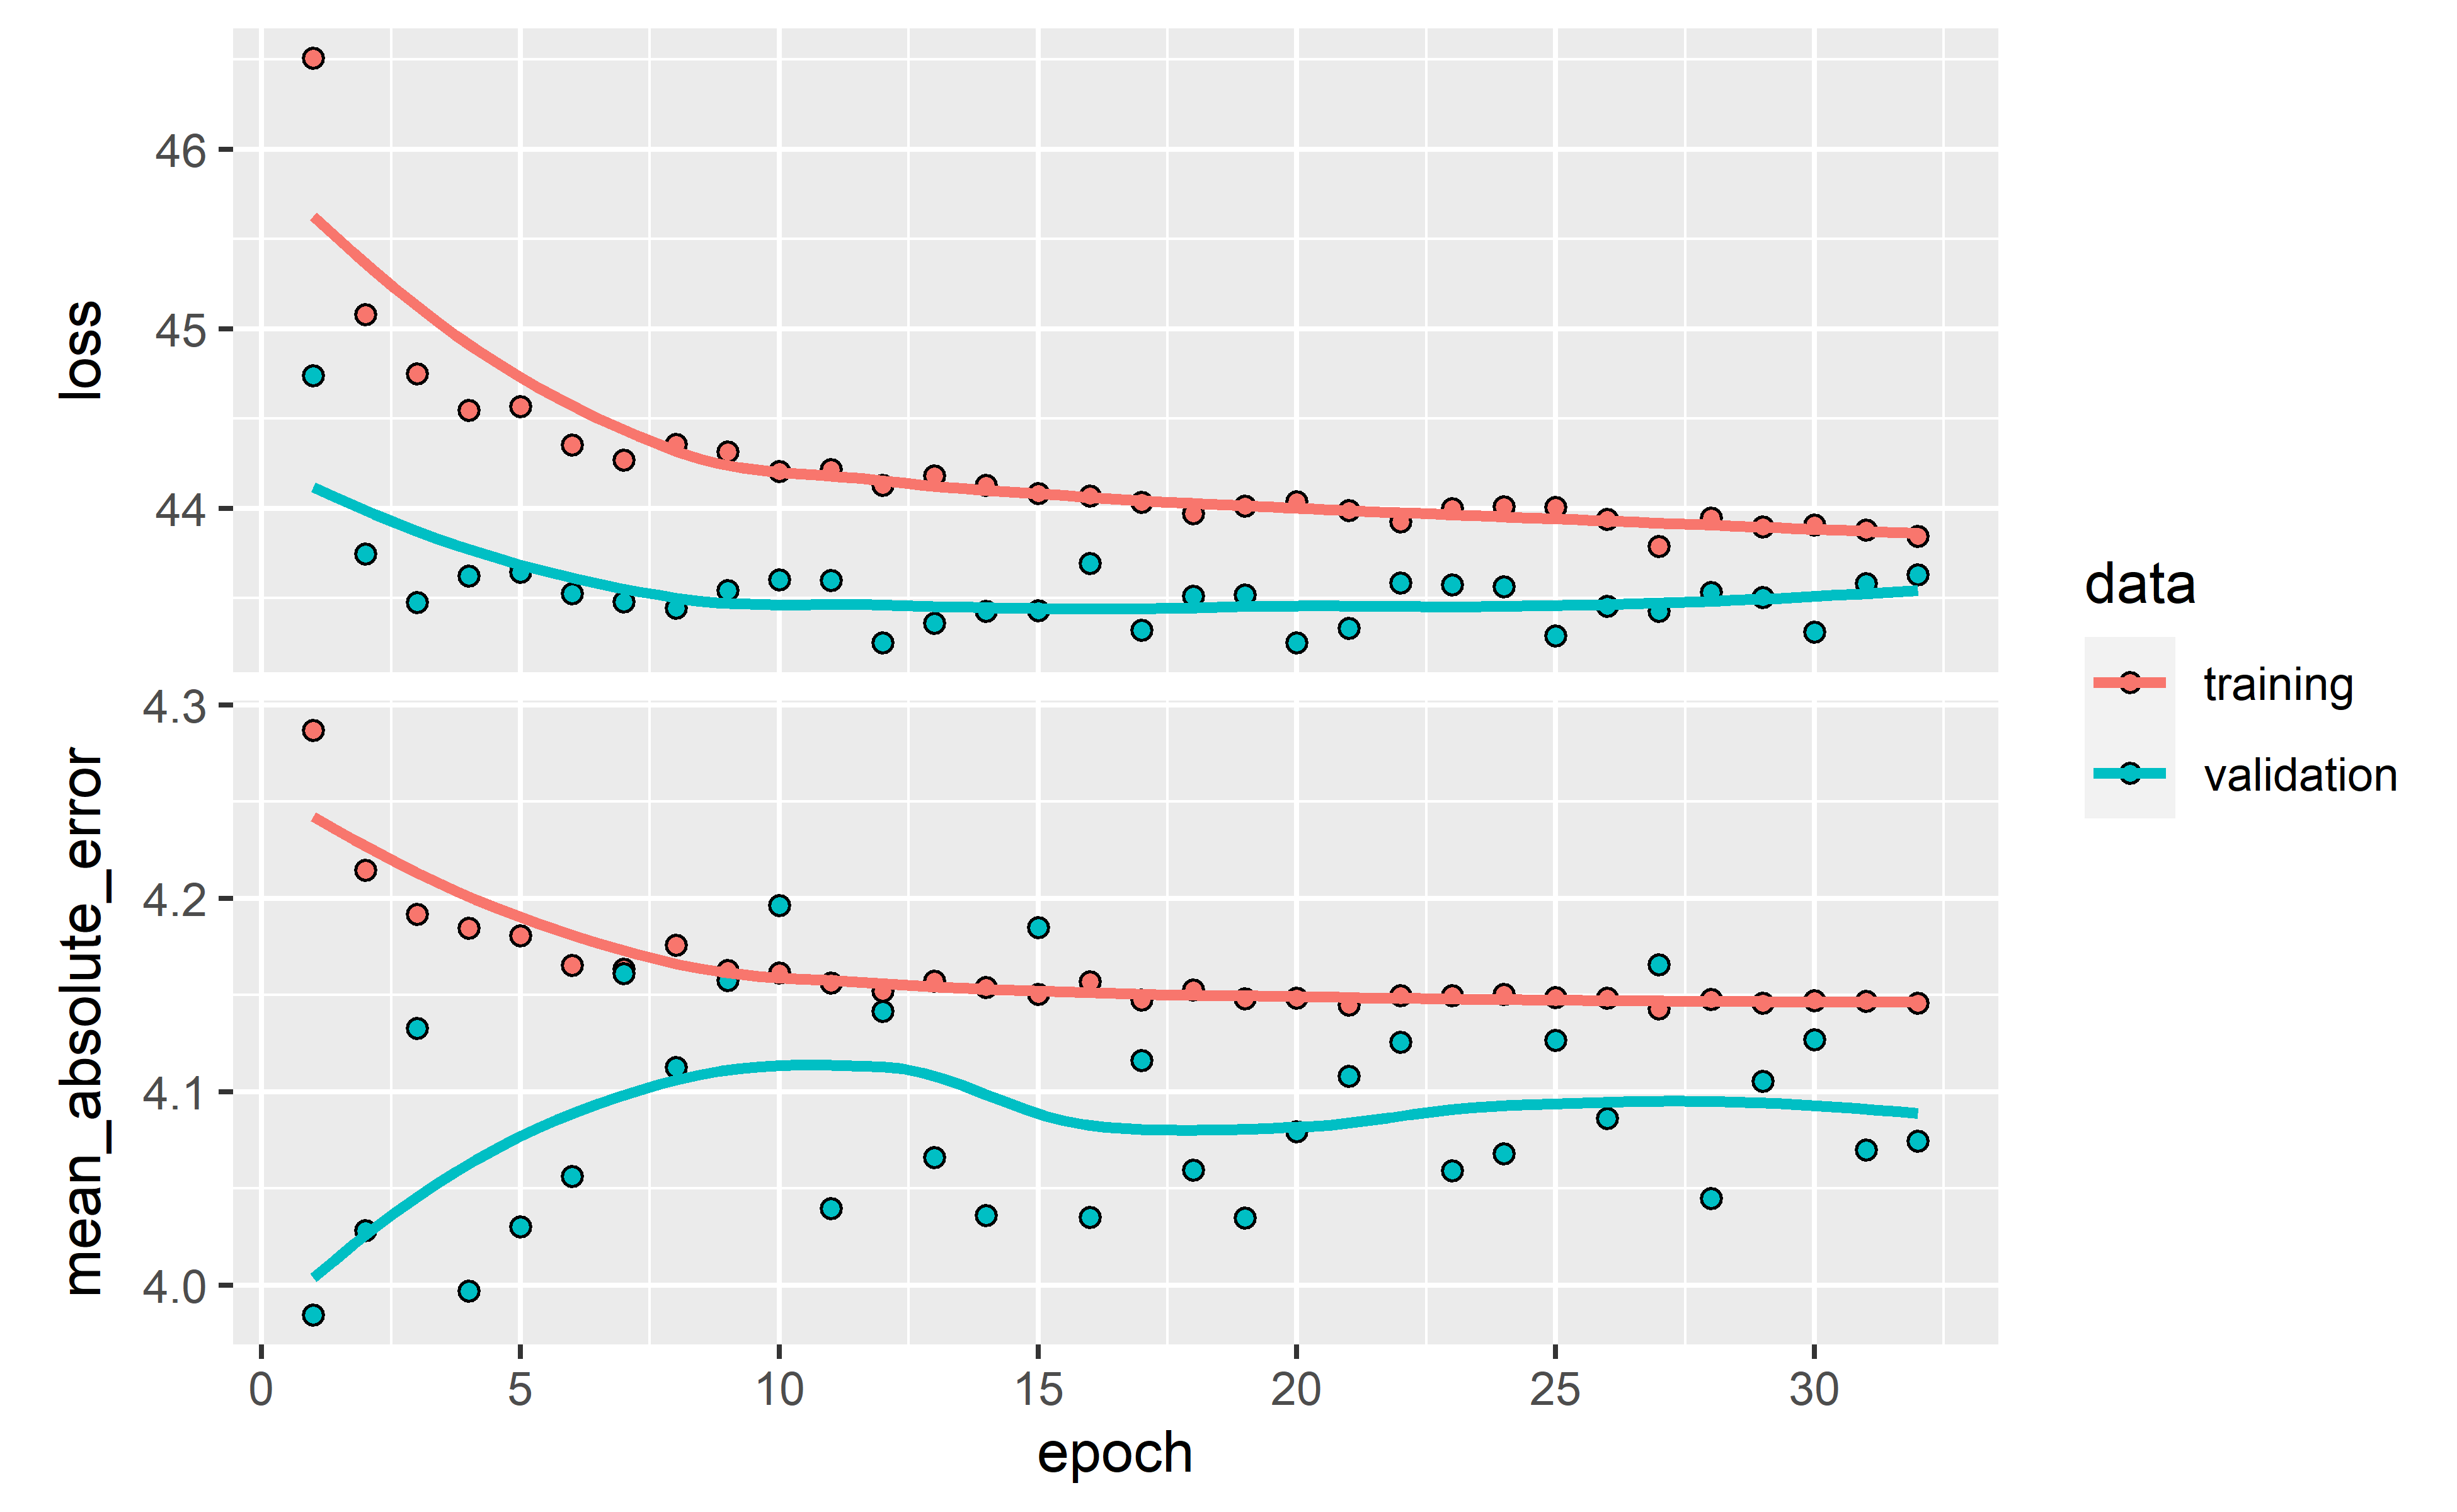 loss
46
45
44
mean_absolute_error
4.3
4.2
4.1
4.0
0 5 10 15 20 25 30
epoch
data
training
validation